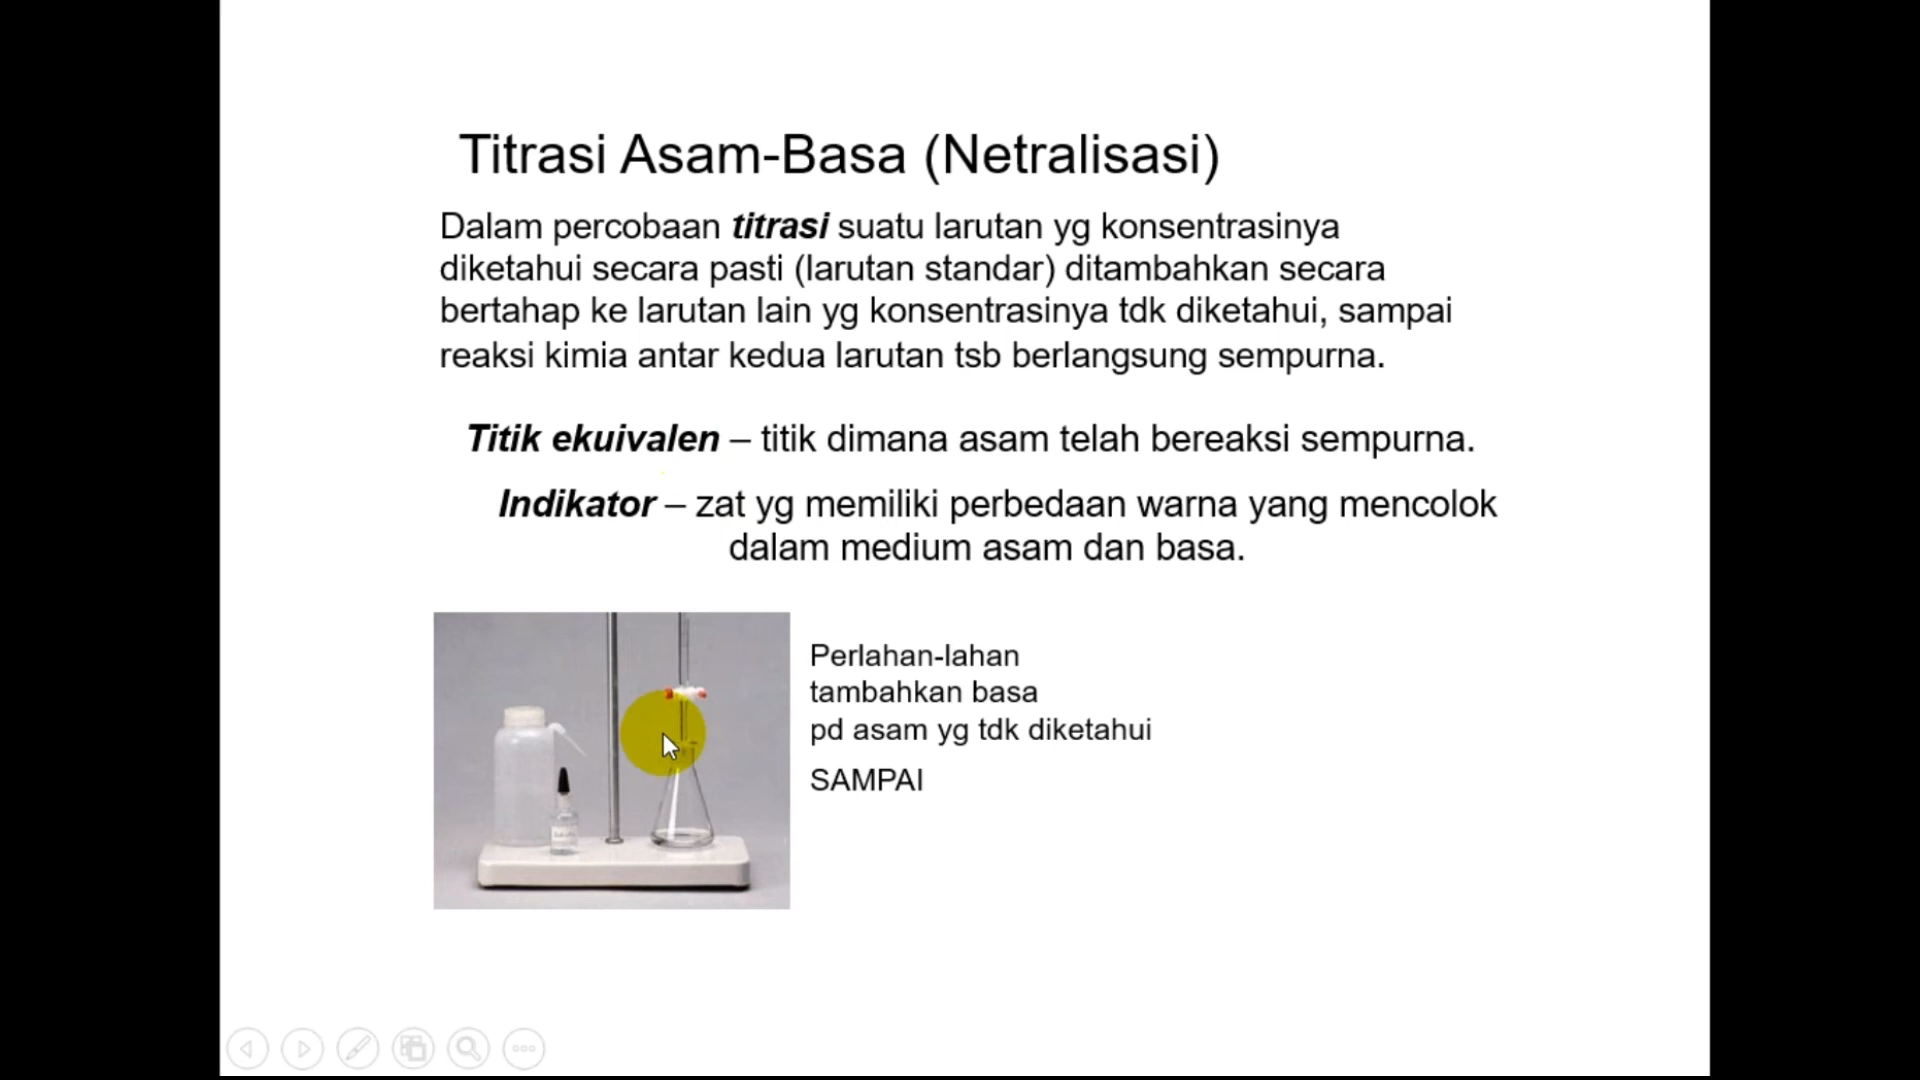 Titrasi Asam-Basa (Netralisasi)
Dalam percobaan titrasi suatu larutan yg konsentrasinya
diketahui secara pasti (larutan standar) ditambahkan secara
bertahap ke larutan lain yg konsentrasinya tdk diketahui, sampai
reaksi kimia antar kedua larutan tsb berlangsung sempurna.
Titik ekuivalen – titik dimana asam telah bereaksi sempurna.
Indikator – zat yg memiliki perbedaan warna yang mencolok
dalam medium asam dan basa.
Perlahan-lahan
tambahkan basa
pd asam yg tdk diketahui
SAMPAI